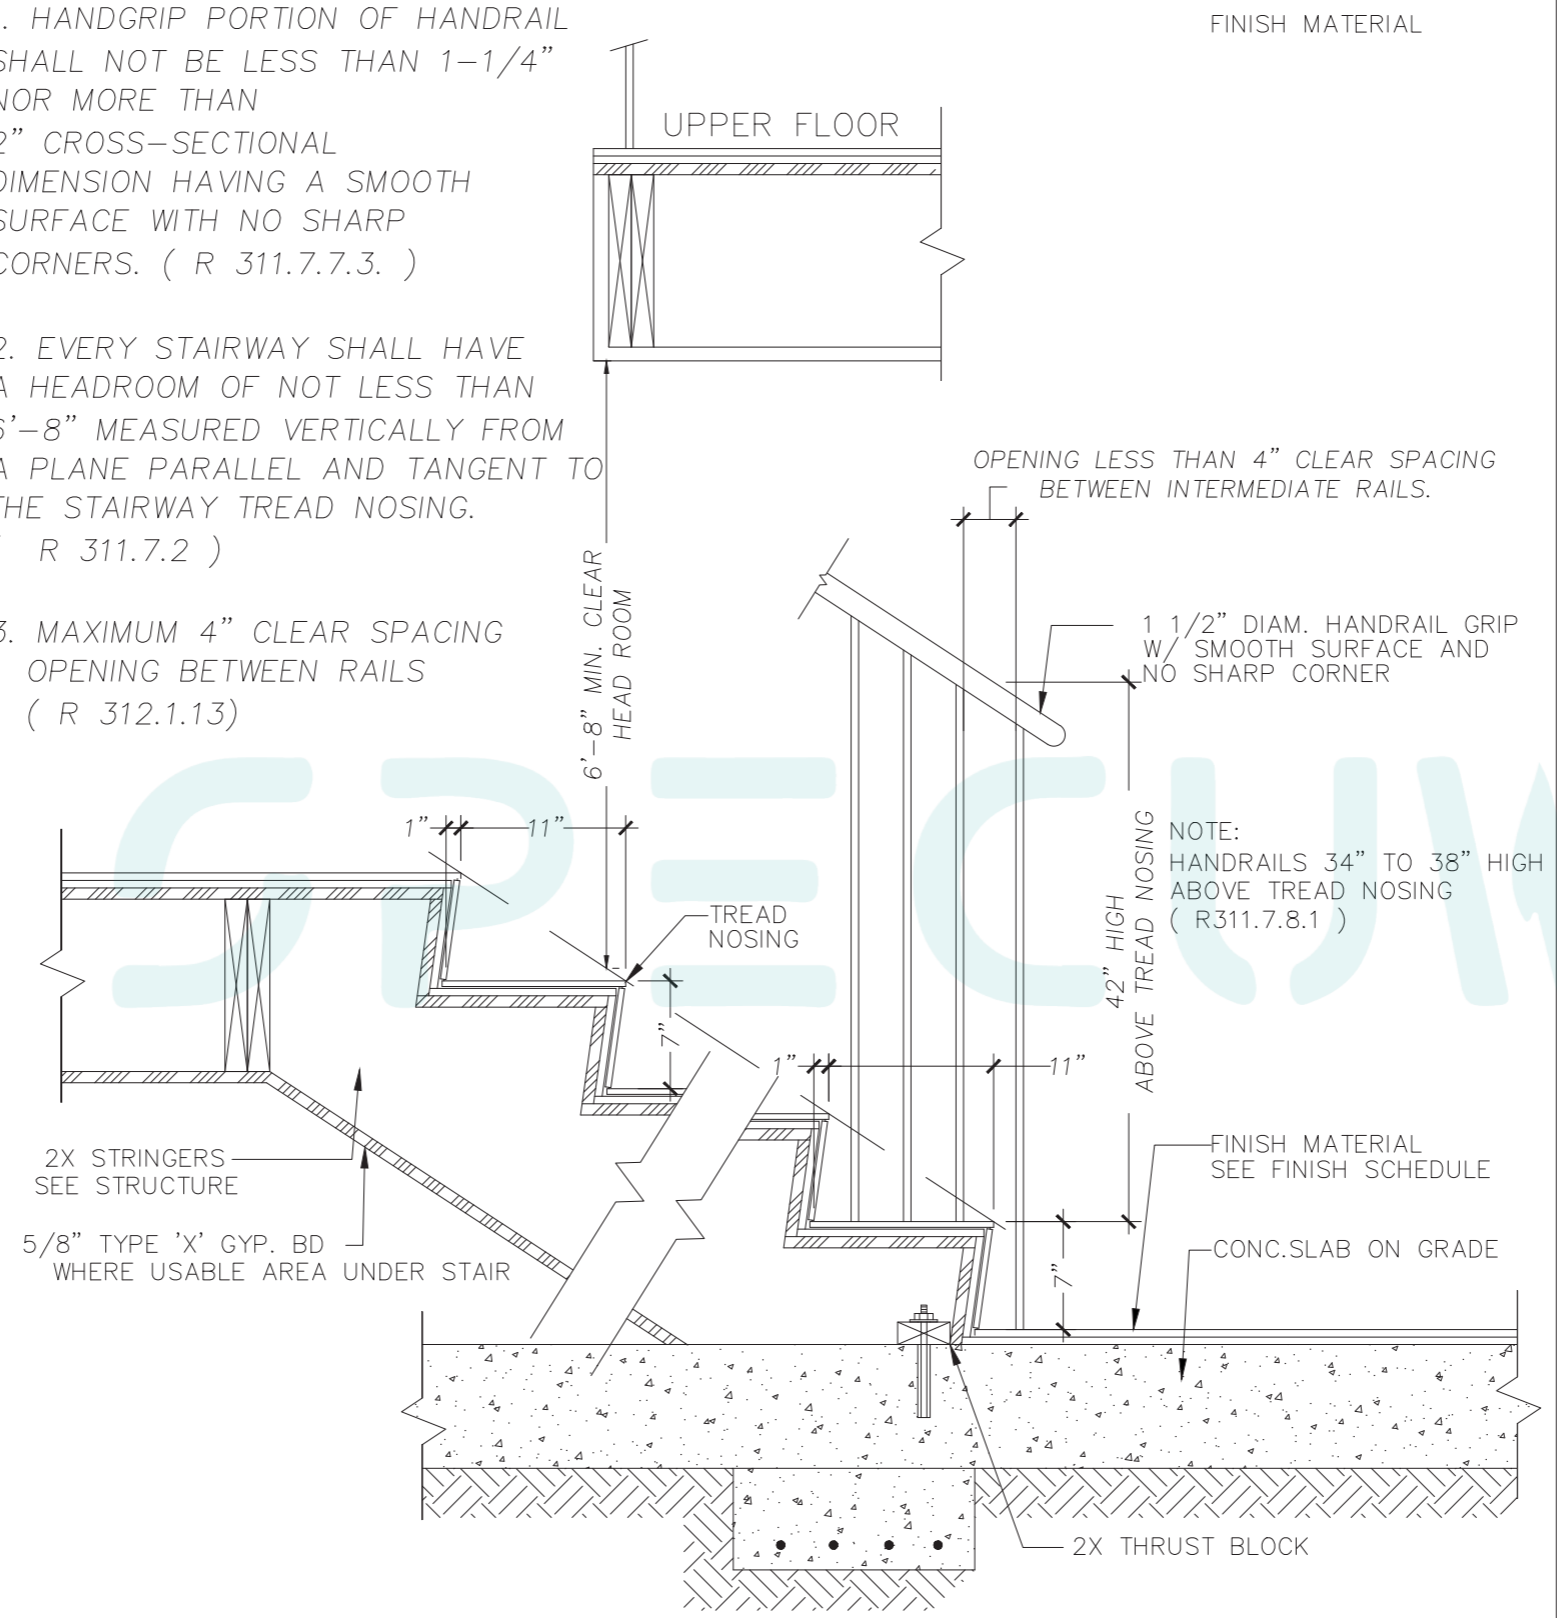 . HANDGRIP PORTION OF HANDRAIL
SHALL NOT BE LESS THAN 1-1/4"
NOR MORE THAN
2" CROSS-SECTIONAL
DIMENSION HAVING A SMOOTH
SURFACE WITH NO SHARP
CORNERS. ( R 311.7.7.3. )
2. EVERY STAIRWAY SHALL HAVE
A HEADROOM OF NOT LESS THAN
6'-8" MEASURED VERTICALLY FROM
A PLANE PARALLEL AND TANGENT TO
THE STAIRWAY TREAD NOSING.
( R 311.7.2 )
3. MAXIMUM 4" CLEAR SPACING
OPENING BETWEEN RAILS
( R 312.1.13)
FINISH MATERIAL
UPPER FLOOR
OPENING LESS THAN 4" CLEAR SPACING
BETWEEN INTERMEDIATE RAILS.
6'-8" MIN. CLEAR
HEAD ROOM
1 1/2" DIAM. HANDRAIL GRIP
W/ SMOOTH SURFACE AND
NO SHARP CORNER
1"
11"
TREAD
NOSING
7"
42" HIGH
ABOVE TREAD NOSING
NOTE:
HANDRAILS 34" TO 38" HIGH
ABOVE TREAD NOSING
( R311.7.8.1 )
1"
11"
2X STRINGERS
SEE STRUCTURE
5/8" TYPE 'X' GYP. BD
WHERE USABLE AREA UNDER STAIR
FINISH MATERIAL
SEE FINISH SCHEDULE
7"
CONC.SLAB ON GRADE
2X THRUST BLOCK